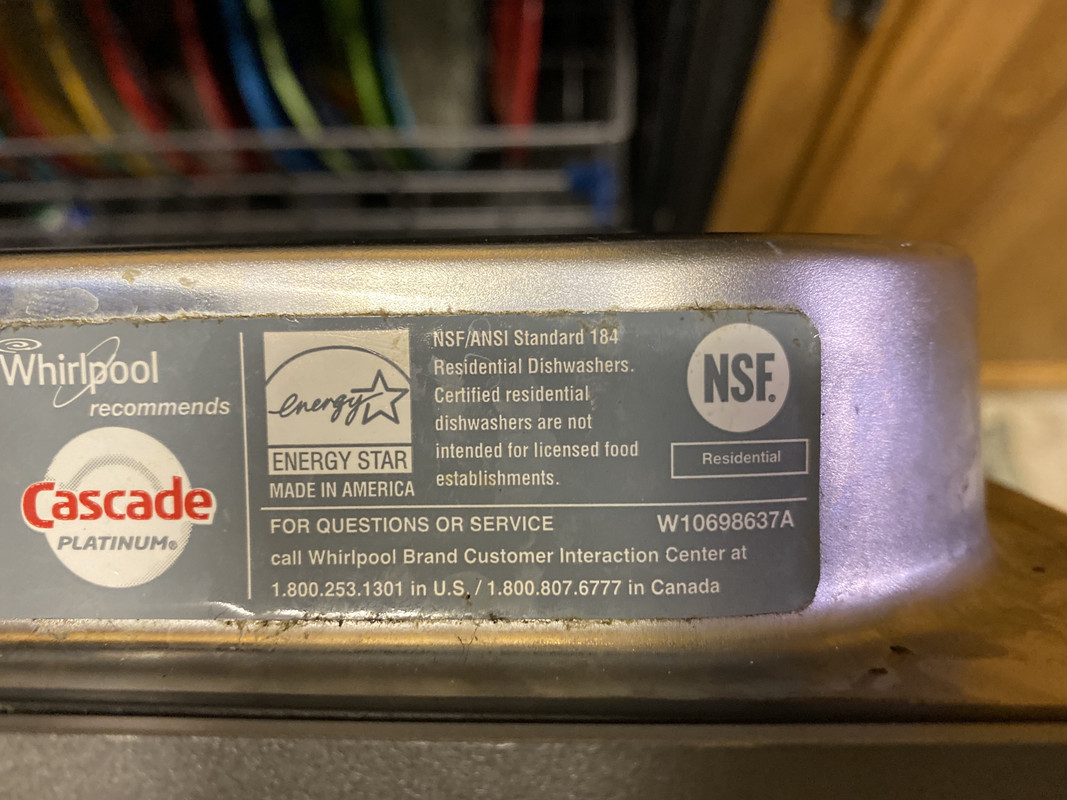 Whirlpool
recommends
Cascade
PLATINUM®
energy
ENERGY STAR
MADE IN AMERICA
NSF/ANSI Standard 184
Residential Dishwashers.
Certified residential
dishwashers are not
intended for licensed food
establishments.
NSF.
Residential
FOR QUESTIONS OR SERVICE
W10698637A
call Whirlpool Brand Customer Interaction Center at
1.800.253.1301 in U.S. / 1.800.807.6777 in Canada